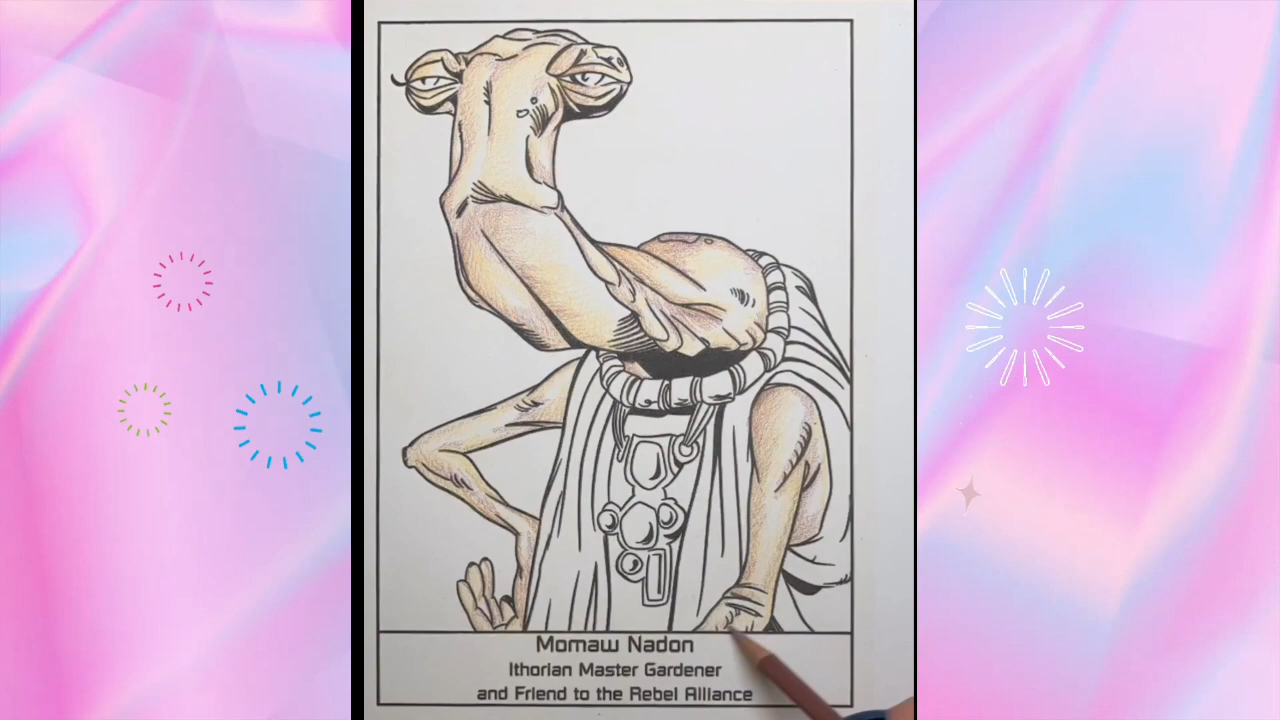 Momaw Nadon
Ithorian Master Gardener
and Friend to the Rebel Alliance